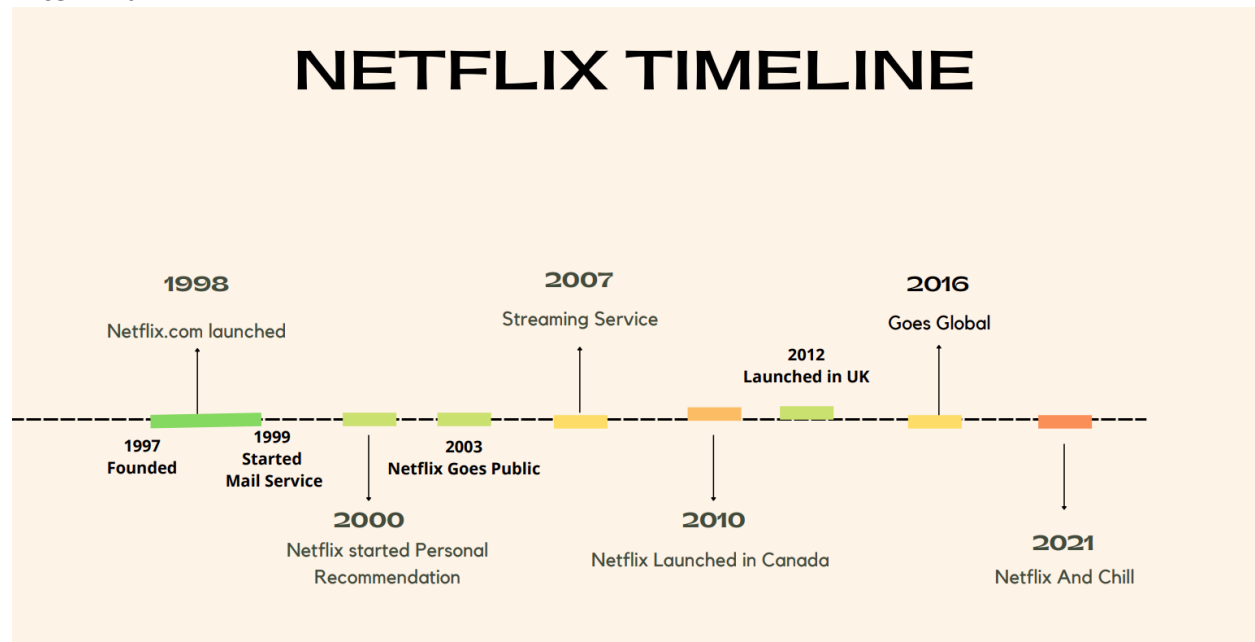 NETFLIX TIMELINE
1998
Netflix.com launched
2007
Streaming Service
2016
Goes Global
2012
Launched in UK
1997
Founded
1999
Started
Mail Service
2003
Netflix Goes Public
2000
Netflix started Personal
Recommendation
2010
Netflix Launched in Canada
2021
Netflix And Chill